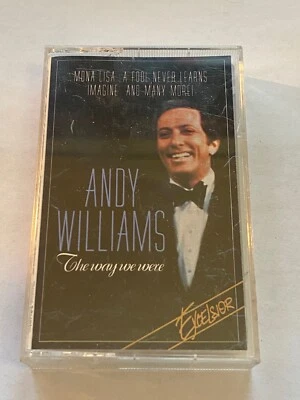 MONA LISA, A FOOL NEVER LEARNS
IMAGINE, AND MANY MORE!
ANDY
WILLIAMS
The way we were
EXCELSIOR